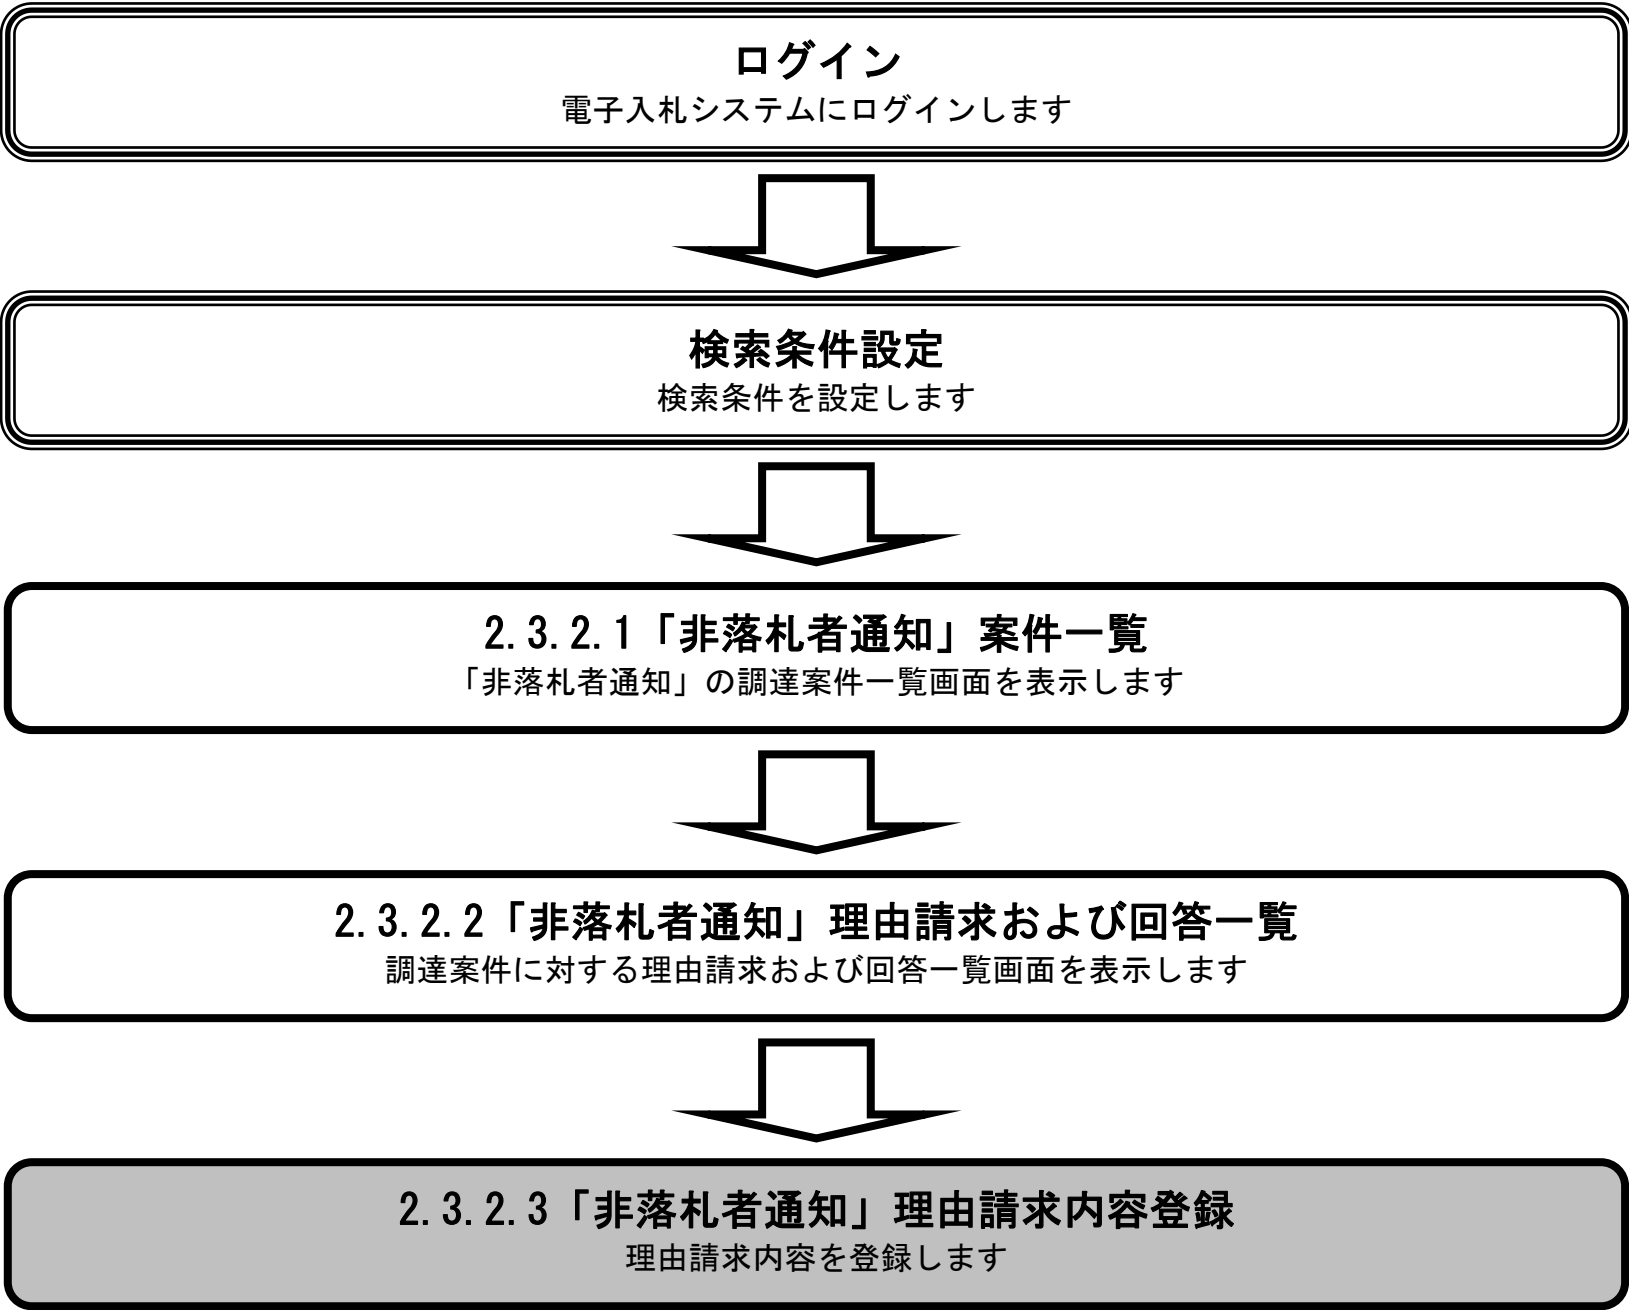 ログイン
電子入札システムにログインします
検索条件設定
検索条件を設定します
2.3.2.1「非落札者通知」案件一覧
「非落札者通知」の調達案件一覧画面を表示します
2.3.2.2「非落札者通知」理由請求および回答一覧
調達案件に対する理由請求および回答一覧画面を表示します
2.3.2.3「非落札者通知」理由請求内容登録
理由請求内容を登録します